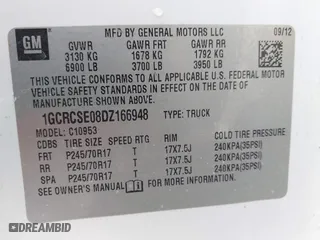 GM
MFD BY GENERAL MOTORS LLC
09/12
GVWR GAWR FRT GAWR RR
3130 KG 1678 KG 1792 KG
6900 LB 3700 LB 3950 LB
THIS VEHICLE CONFORMS TO ALL APPLICABLE U.S. FEDERAL MOTOR
VEHICLE SAFETY AND THEFT PREVENTION STANDARDS IN EFFECT ON
THE DATE OF MANUFACTURE SHOWN ABOVE.
1GCRCSE08DZ166948 TYPE: TRUCK
MODEL: C10953
CDBS TIRE SIZE SPEED RTG RIM COLD TIRE PRESSURE
FRT P245/70R17 T 17X7.5J 240KPA(35PSI)
RR P245/70R17 T 17X7.5J 240KPA(35PSI)
SPA P245/70R17 T 17X7.5J 240KPA(35PSI)
SEE OWNER'S MANUAL FOR MORE INFORMATION.
DREAMBID